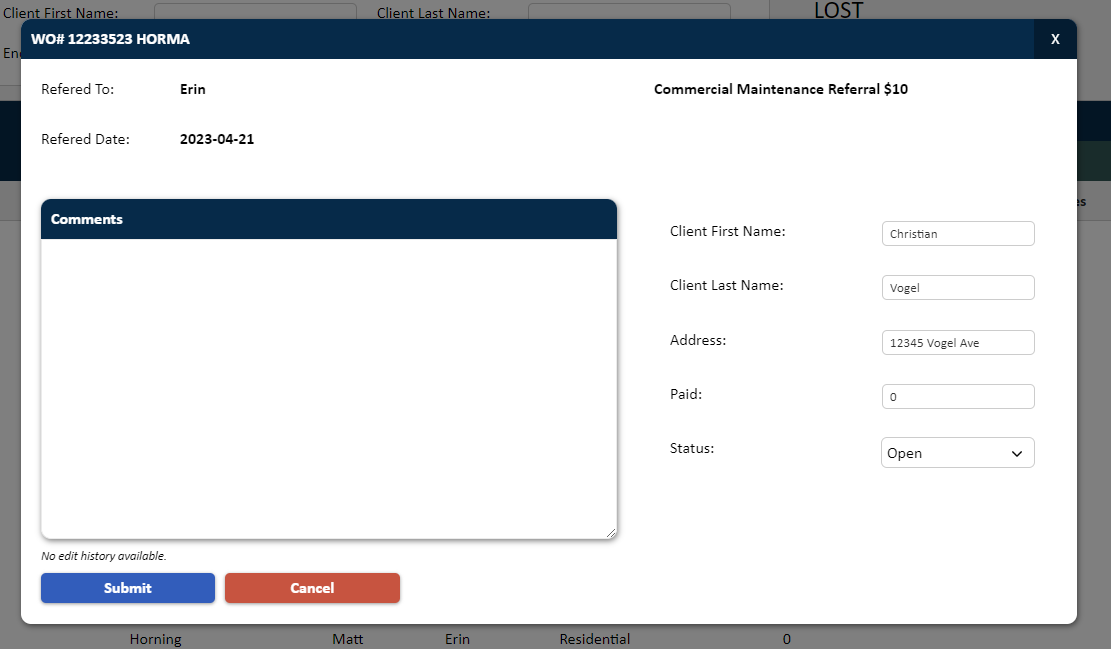 Client First Name: Client Last Name: LOST
WO# 12233523 HORMA X
Refered To: Erin Commercial Maintenance Referral $10
Refered Date: 2023-04-21
Comments
Client First Name: Christian
Client Last Name: Vogel
Address: 12345 Vogel Ave
Paid: 0
Status: Open
No edit history available.
Submit Cancel
Horning Matt Erin Residential 0